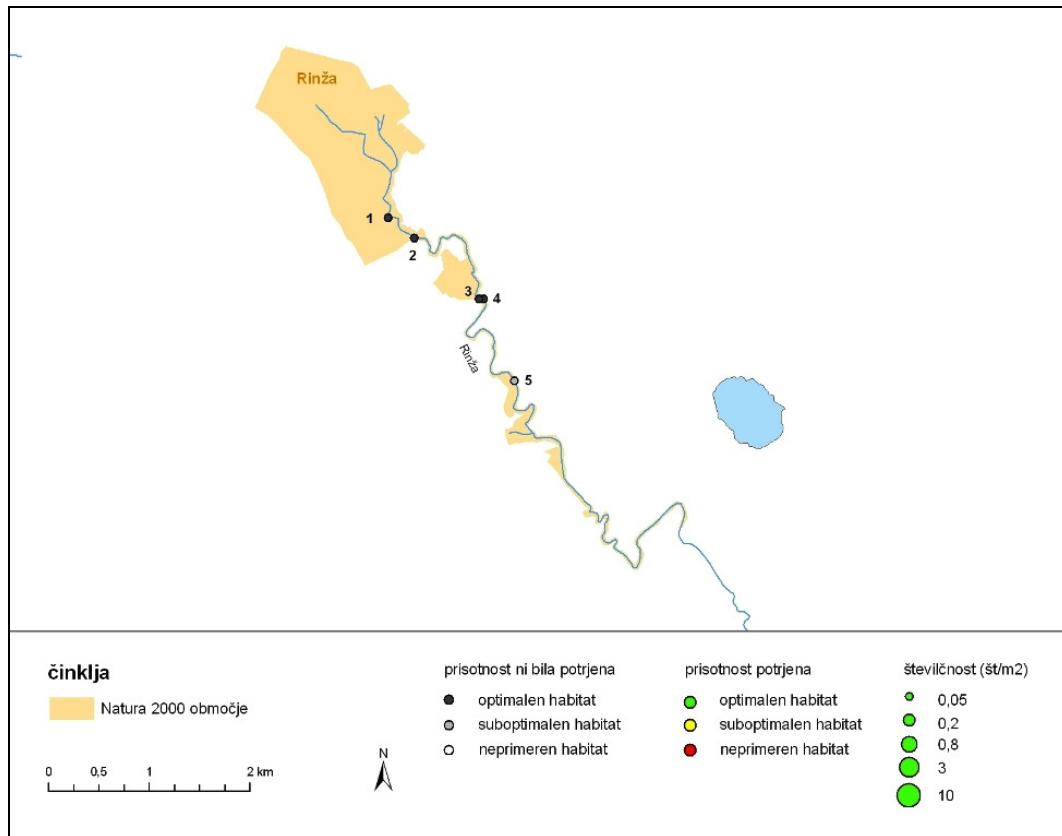 Rinža
1
2
3
4
Rinža
5
činklja
Natura 2000 območje
0
0,5
1
2 km
N
prisotnost ni bila potrjena
optimalen habitat
suboptimalen habitat
neprimeren habitat
prisotnost potrjena
optimalen habitat
suboptimalen habitat
neprimeren habitat
številčnost (št/m2)
0,05
0,2
0,8
3
10